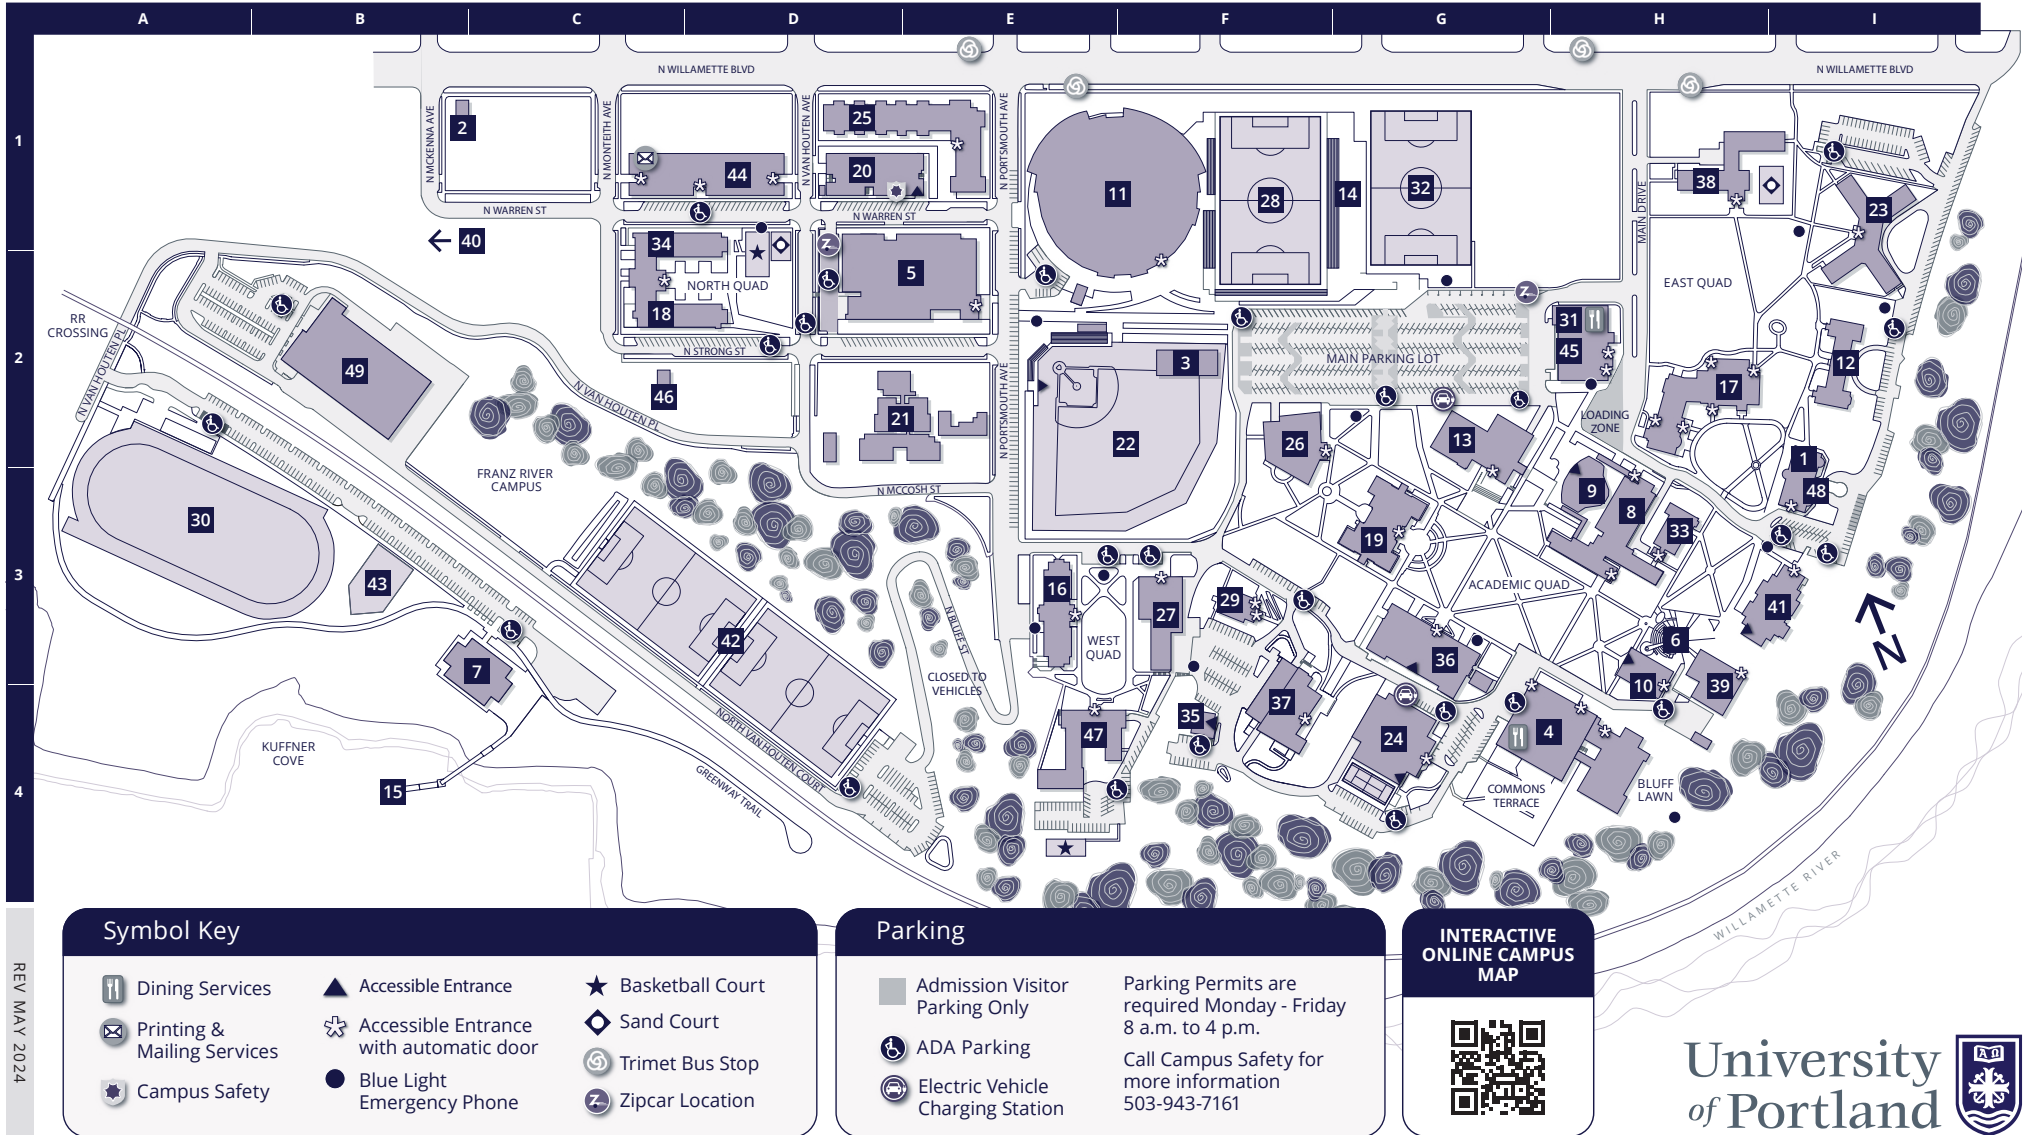 A B C D E F G H I
1
2
3
4
N WILLAMETTE BLVD
N WILLAMETTE BLVD
N MCKENNA AVE
N MONTEITH AVE
N VAN HOUTEN AVE
N PORTSMOUTH AVE
MAIN DRIVE
2
25
44
20
11
28
14
32
38
23
N WARREN ST
N WARREN ST
40
34
5
NORTH QUAD
18
EAST QUAD
RR
CROSSING
N VAN HOUTEN PL
49
N STRONG ST
46
N VAN HOUTEN PL
21
N PORTSMOUTH AVE
3
22
MAIN PARKING LOT
31
45
17
12
LOADING
ZONE
26
13
1
48
FRANZ RIVER
CAMPUS
N MCCOSH ST
30
9
8
33
19
43
16
29
27
ACADEMIC QUAD
41
N
N BLUFF ST
WEST
QUAD
42
6
36
7
CLOSED TO
VEHICLES
37
10
39
35
47
24
4
NORTH VAN HOUTEN COURT
KUFFNER
COVE
15
GREENWAY TRAIL
COMMONS
TERRACE
BLUFF
LAWN
WILLAMETTE RIVER
REV MAY 2024
Symbol Key
Dining Services
Printing &
Mailing Services
Campus Safety
Accessible Entrance
Accessible Entrance
with automatic door
Blue Light
Emergency Phone
Basketball Court
Sand Court
Trimet Bus Stop
Zipcar Location
Parking
Admission Visitor
Parking Only
ADA Parking
Electric Vehicle
Charging Station
Parking Permits are
required Monday - Friday
8 a.m. to 4 p.m.
Call Campus Safety for
more information
503-943-7161
INTERACTIVE
ONLINE CAMPUS
MAP
University
of Portland